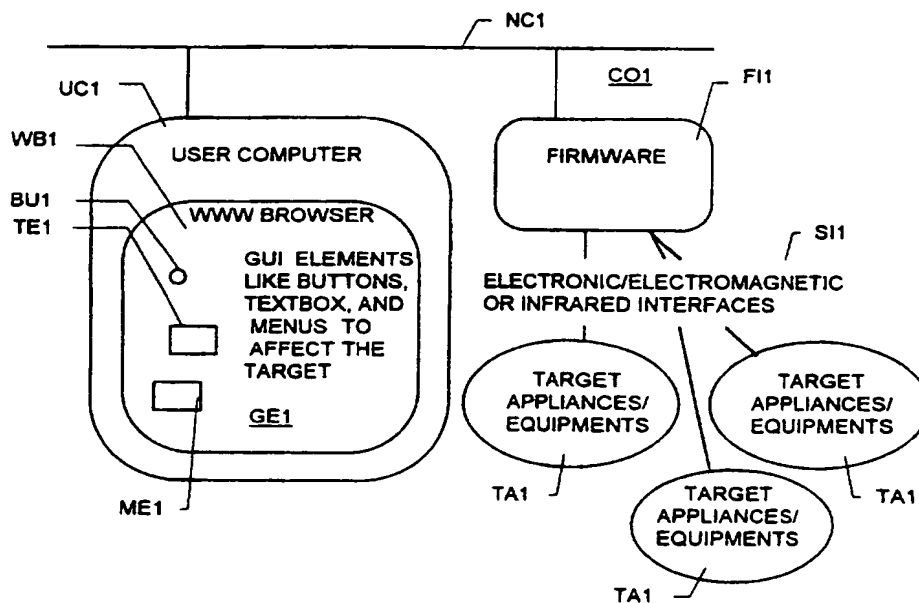 NC1
CO1
FI1
UC1
WB1
BU1
TE1
USER COMPUTER
WWW BROWSER
GUI ELEMENTS
LIKE BUTTONS,
TEXTBOX, AND
MENUS TO
AFFECT THE
TARGET
GE1
ME1
FIRMWARE
SI1
ELECTRONIC/ELECTROMAGNETIC
OR INFRARED INTERFACES
TARGET
APPLIANCES/
EQUIPMENTS
TA1
TARGET
APPLIANCES/
EQUIPMENTS
TA1
TARGET
APPLIANCES/
EQUIPMENTS
TA1